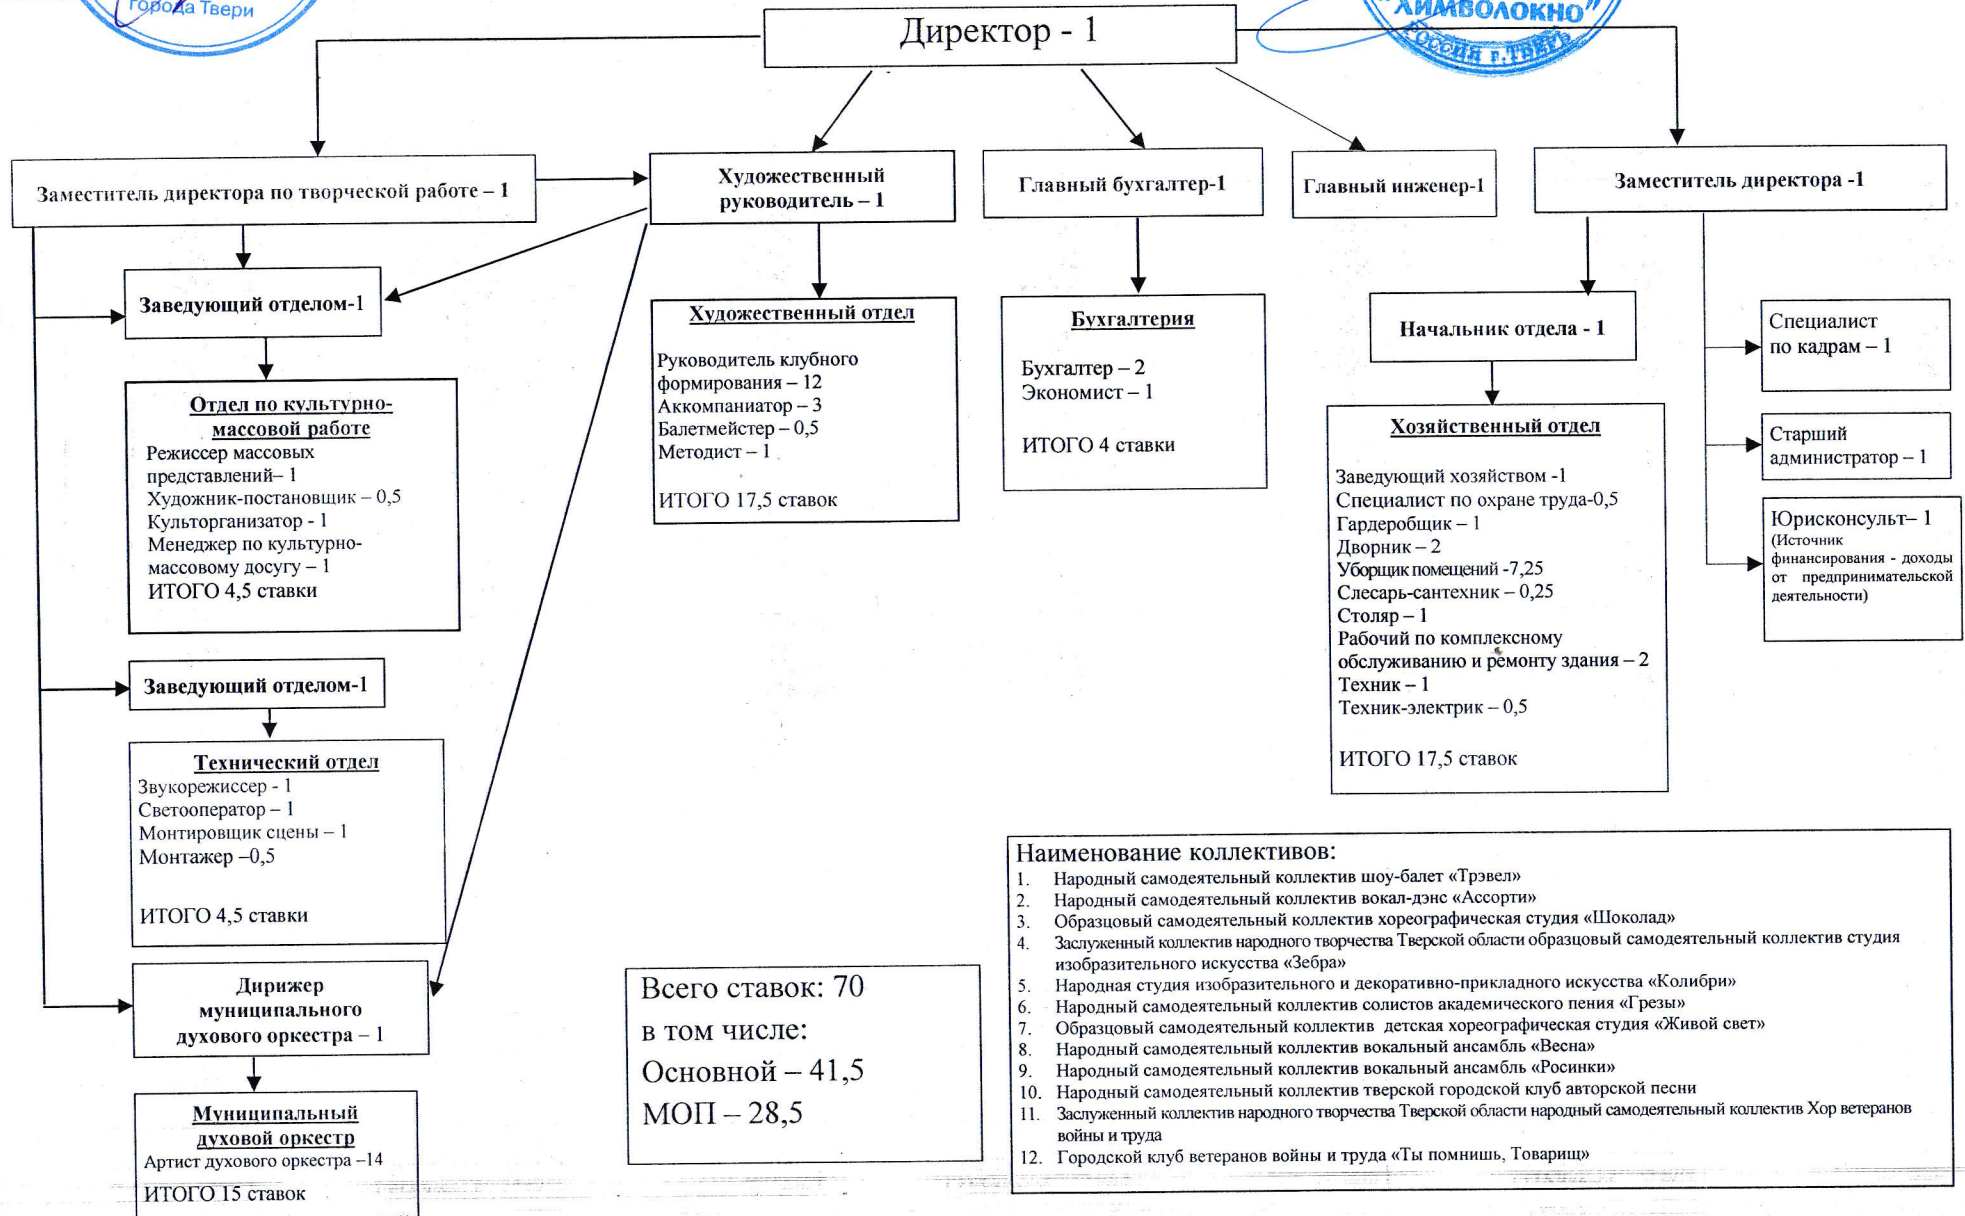 города Твери
"ХИМВОЛОКНО"
РОССИЯ г.ТВЕРЬ
Директор - 1
Заместитель директора по творческой работе – 1
Художественный
руководитель – 1
Главный бухгалтер-1
Главный инженер-1
Заместитель директора -1
Заведующий отделом-1
Отдел по культурно-
массовой работе
Режиссер массовых
представлений– 1
Художник-постановщик – 0,5
Культорганизатор - 1
Менеджер по культурно-
массовому досугу – 1
ИТОГО 4,5 ставки
Заведующий отделом-1
Технический отдел
Звукорежиссер - 1
Светооператор – 1
Монтировщик сцены – 1
Монтажер –0,5
ИТОГО 4,5 ставки
Дирижер
муниципального
духового оркестра – 1
Муниципальный
духовой оркестр
Артист духового оркестра –14
ИТОГО 15 ставок
Художественный отдел
Руководитель клубного
формирования – 12
Аккомпаниатор – 3
Балетмейстер – 0,5
Методист – 1
ИТОГО 17,5 ставок
Бухгалтерия
Бухгалтер – 2
Экономист – 1
ИТОГО 4 ставки
Начальник отдела - 1
Хозяйственный отдел
Заведующий хозяйством -1
Специалист по охране труда-0,5
Гардеробщик – 1
Дворник – 2
Уборщик помещений -7,25
Слесарь-сантехник – 0,25
Столяр – 1
Рабочий по комплексному
обслуживанию и ремонту здания – 2
Техник – 1
Техник-электрик – 0,5
ИТОГО 17,5 ставок
Специалист
по кадрам – 1
Старший
администратор – 1
Юрисконсульт– 1
(Источник
финансирования - доходы
от предпринимательской
деятельности)
Всего ставок: 70
в том числе:
Основной – 41,5
МОП – 28,5
Наименование коллективов:
1. Народный самодеятельный коллектив шоу-балет «Трэвел»
2. Народный самодеятельный коллектив вокал-дэнс «Ассорти»
3. Образцовый самодеятельный коллектив хореографическая студия «Шоколад»
4. Заслуженный коллектив народного творчества Тверской области образцовый самодеятельный коллектив студия
изобразительного искусства «Зебра»
5. Народная студия изобразительного и декоративно-прикладного искусства «Колибри»
6. Народный самодеятельный коллектив солистов академического пения «Грезы»
7. Образцовый самодеятельный коллектив детская хореографическая студия «Живой свет»
8. Народный самодеятельный коллектив вокальный ансамбль «Весна»
9. Народный самодеятельный коллектив вокальный ансамбль «Росинки»
10. Народный самодеятельный коллектив тверской городской клуб авторской песни
11. Заслуженный коллектив народного творчества Тверской области народный самодеятельный коллектив Хор ветеранов
войны и труда
12. Городской клуб ветеранов войны и труда «Ты помнишь, Товарищ»